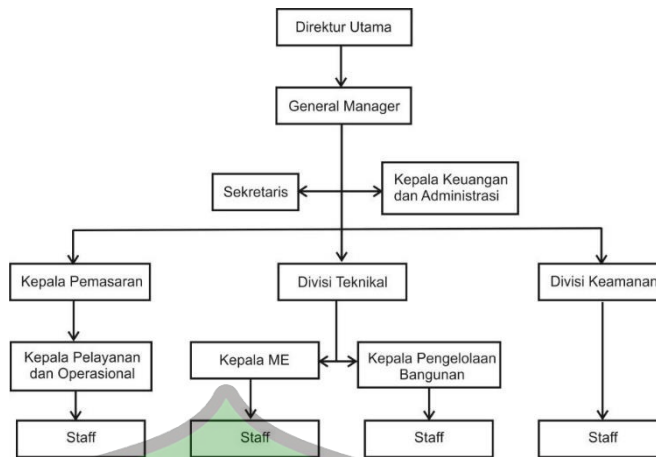 Direktur Utama
General Manager
Sekretaris
Kepala Keuangan
dan Administrasi
Kepala Pemasaran
Divisi Teknikal
Divisi Keamanan
Kepala Pelayanan
dan Operasional
Kepala ME
Kepala Pengelolaan
Bangunan
Staff
Staff
Staff
Staff